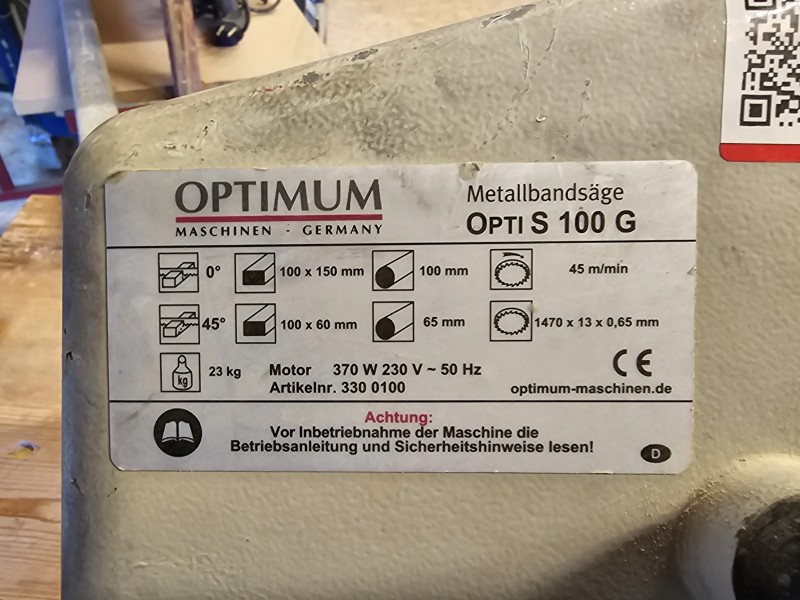 OPTIMUM
MASCHINEN - GERMANY
Metallbandsäge
OPTI S 100 G
0° 100 x 150 mm 100 mm 45 m/min
45° 100 x 60 mm 65 mm 1470 x 13 x 0,65 mm
kg 23 kg Motor 370 W 230 V ~ 50 Hz CE
Artikelnr. 330 0100 optimum-maschinen.de
Achtung:
Vor Inbetriebnahme der Maschine die
Betriebsanleitung und Sicherheitshinweise lesen!
D